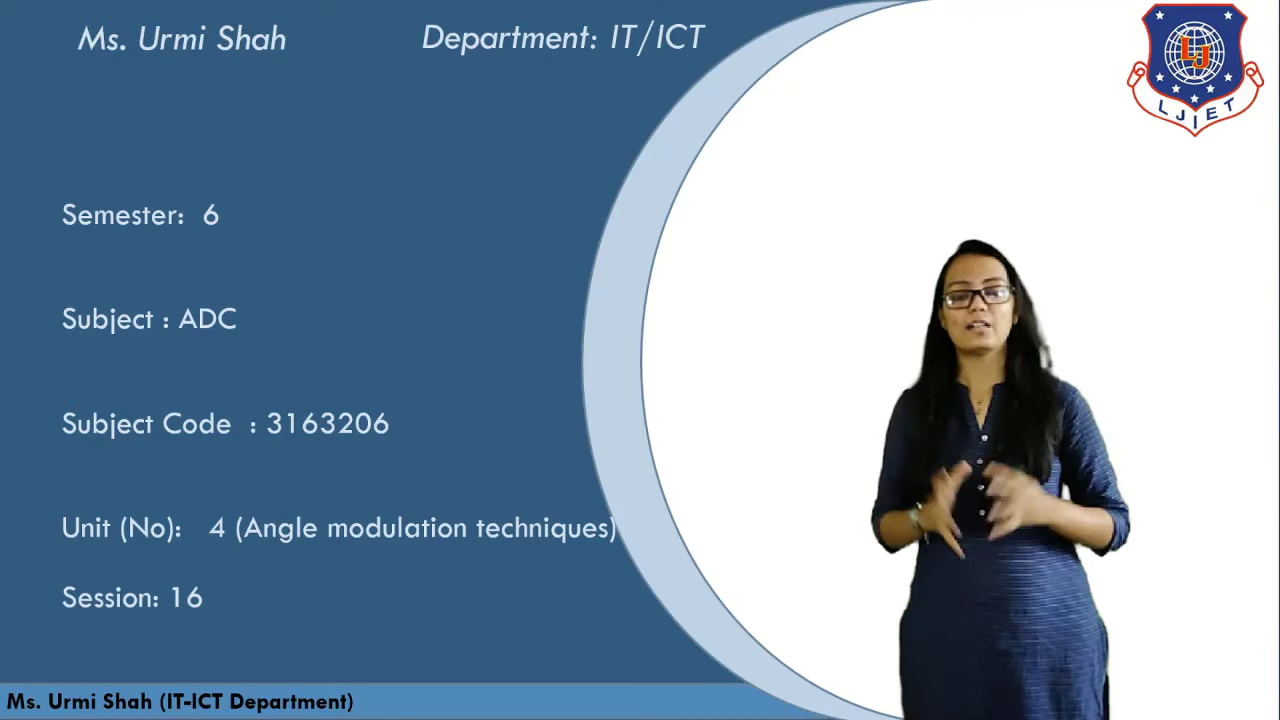 Ms. Urmi Shah
Department: IT/ICT
LJ
LJIET
Semester: 6
Subject : ADC
Subject Code : 3163206
Unit (No): 4 (Angle modulation techniques)
Session: 16
Ms. Urmi Shah (IT-ICT Department)